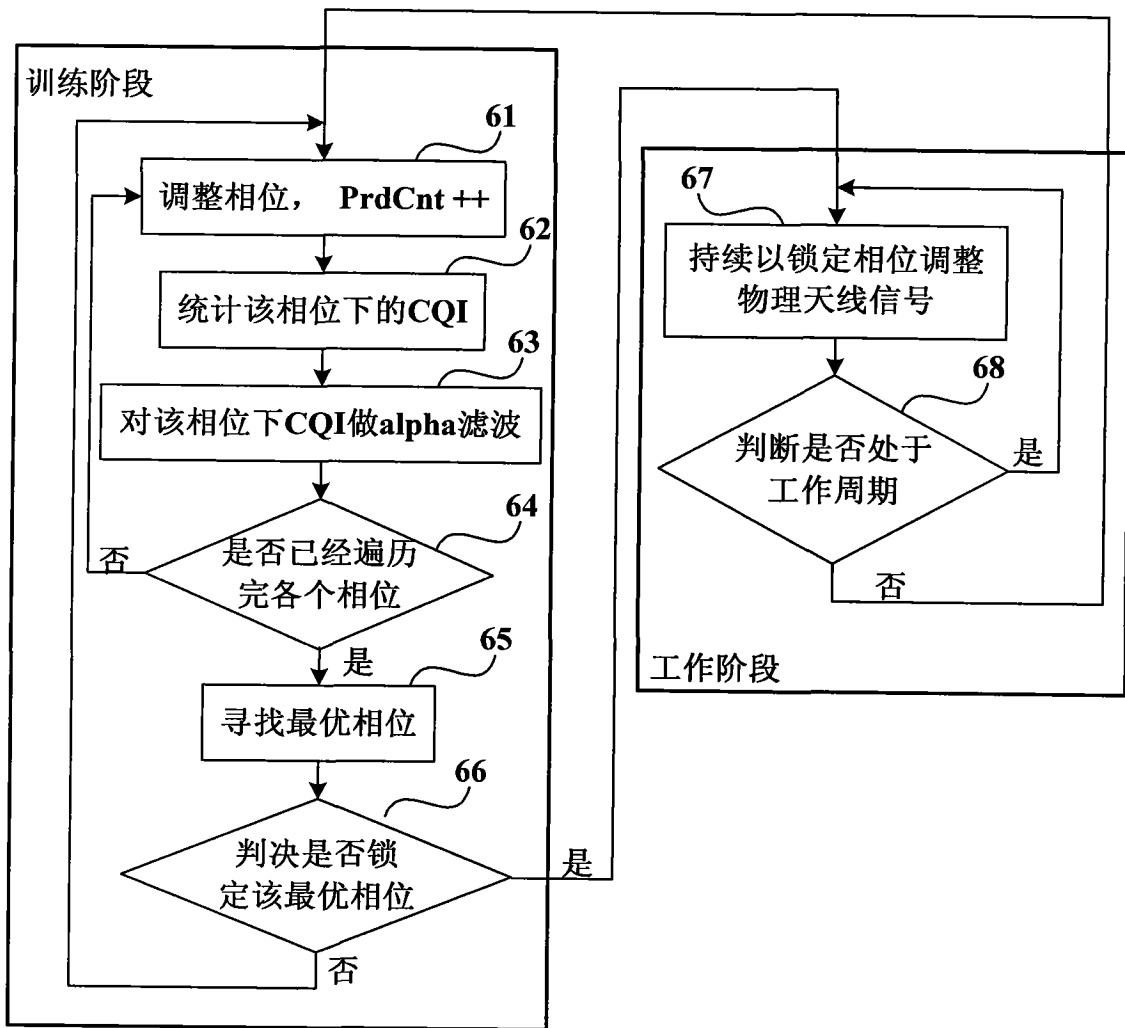 训练阶段
61
调整相位， PrdCnt ++
62
统计该相位下的CQI
63
对该相位下CQI做alpha滤波
64
是否已经遍历
完各个相位
否
是
65
寻找最优相位
66
判决是否锁
定该最优相位
是
否
67
持续以锁定相位调整
物理天线信号
68
判断是否处于
工作周期
是
否
工作阶段